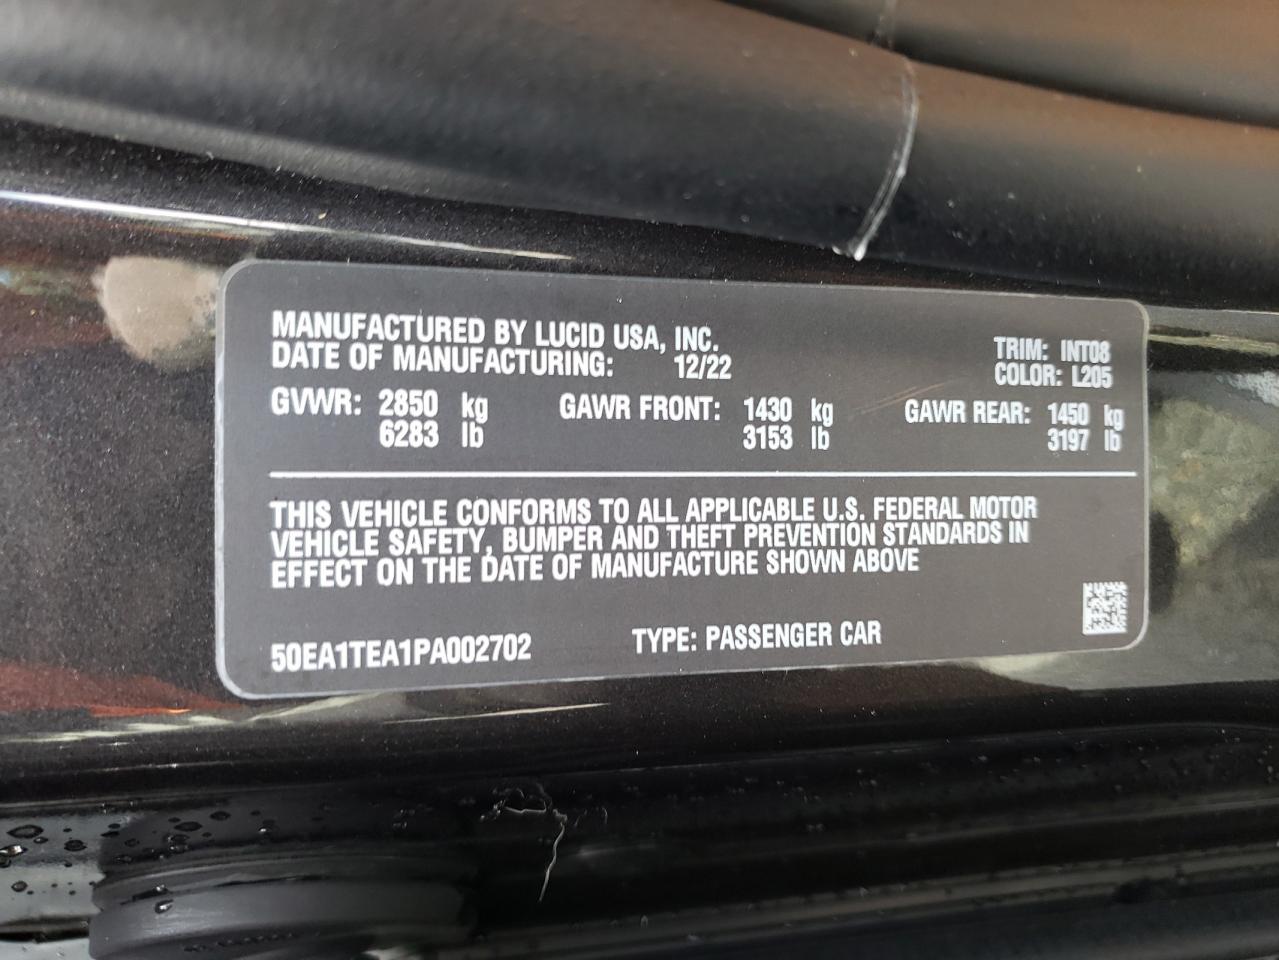 MANUFACTURED BY LUCID USA, INC.
DATE OF MANUFACTURING: 12/22
TRIM: INT08
COLOR: L205
GVWR: 2850 kg GAWR FRONT: 1430 kg GAWR REAR: 1450 kg
6283 lb 3153 lb 3197 lb
THIS VEHICLE CONFORMS TO ALL APPLICABLE U.S. FEDERAL MOTOR
VEHICLE SAFETY, BUMPER AND THEFT PREVENTION STANDARDS IN
EFFECT ON THE DATE OF MANUFACTURE SHOWN ABOVE
50EA1TEA1PA002702 TYPE: PASSENGER CAR